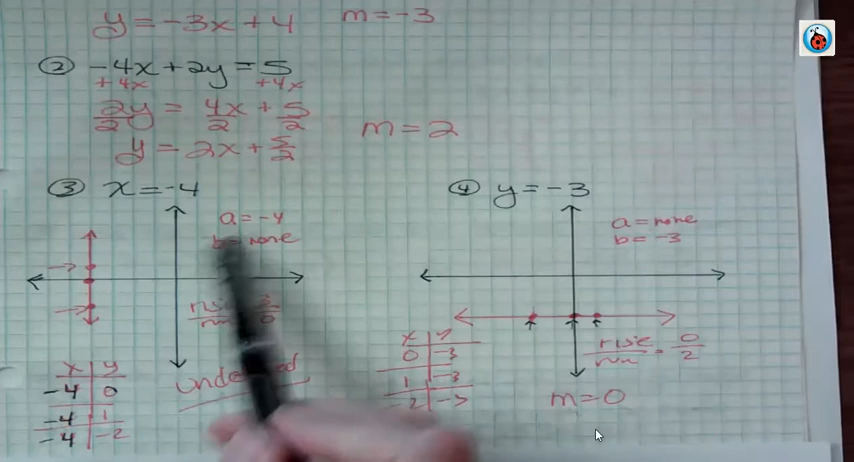 y = -3x + 4 m = -3
② -4x + 2y = 5
+4x +4x
2y/2 = 4x/2 + 5/2
m = 2
y = 2x + 5/2
③ x = -4
a = -4
b = none
rise/run
x y
-4 0
-4 1
-4 -2
④ y = -3
a = none
b = -3
x y
0 -3
1 -3
-2 -3
rise/run = 0/2
m = 0